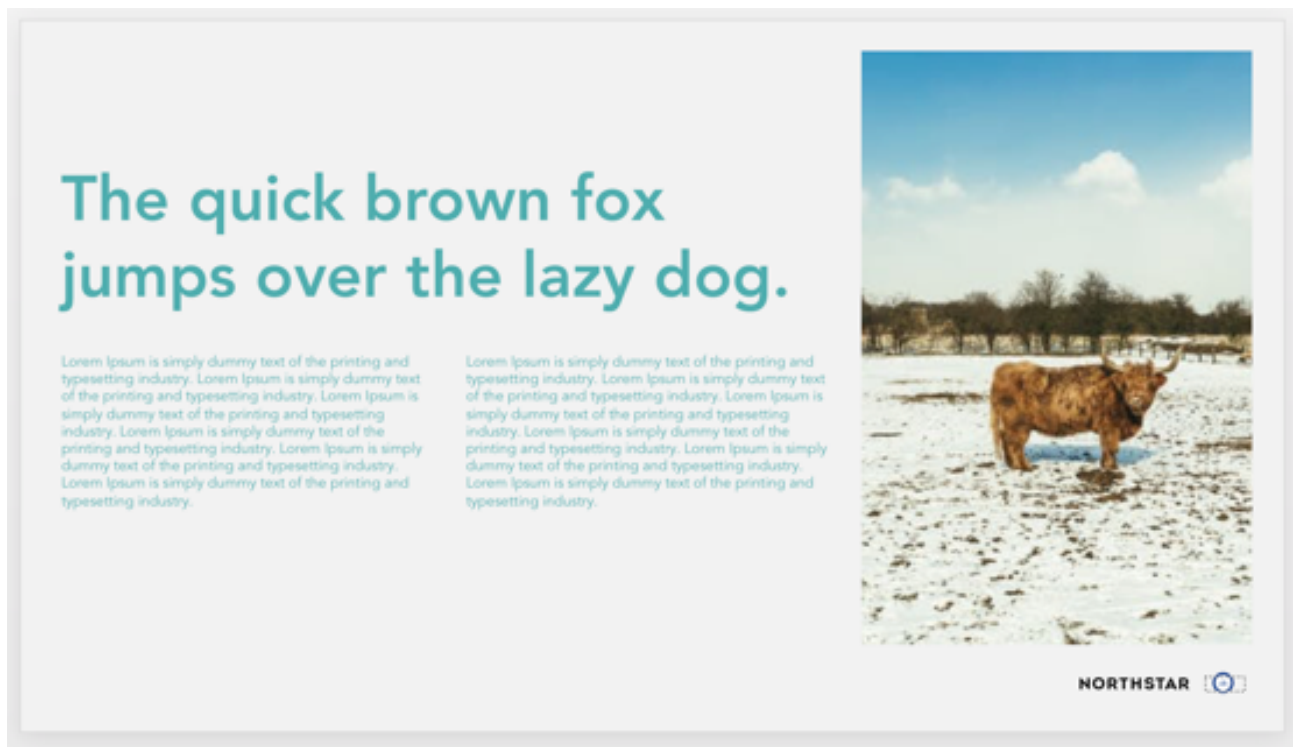 The quick brown fox
jumps over the lazy dog.
Lorem Ipsum is simply dummy text of the printing and
typesetting industry. Lorem Ipsum is simply dummy text
of the printing and typesetting industry. Lorem Ipsum is
simply dummy text of the printing and typesetting
industry. Lorem Ipsum is simply dummy text of the
printing and typesetting industry. Lorem Ipsum is simply
dummy text of the printing and typesetting industry.
Lorem Ipsum is simply dummy text of the printing and
typesetting industry.
Lorem Ipsum is simply dummy text of the printing and
typesetting industry. Lorem Ipsum is simply dummy text
of the printing and typesetting industry. Lorem Ipsum is
simply dummy text of the printing and typesetting
industry. Lorem Ipsum is simply dummy text of the
printing and typesetting industry. Lorem Ipsum is simply
dummy text of the printing and typesetting industry.
Lorem Ipsum is simply dummy text of the printing and
typesetting industry.
NORTHSTAR